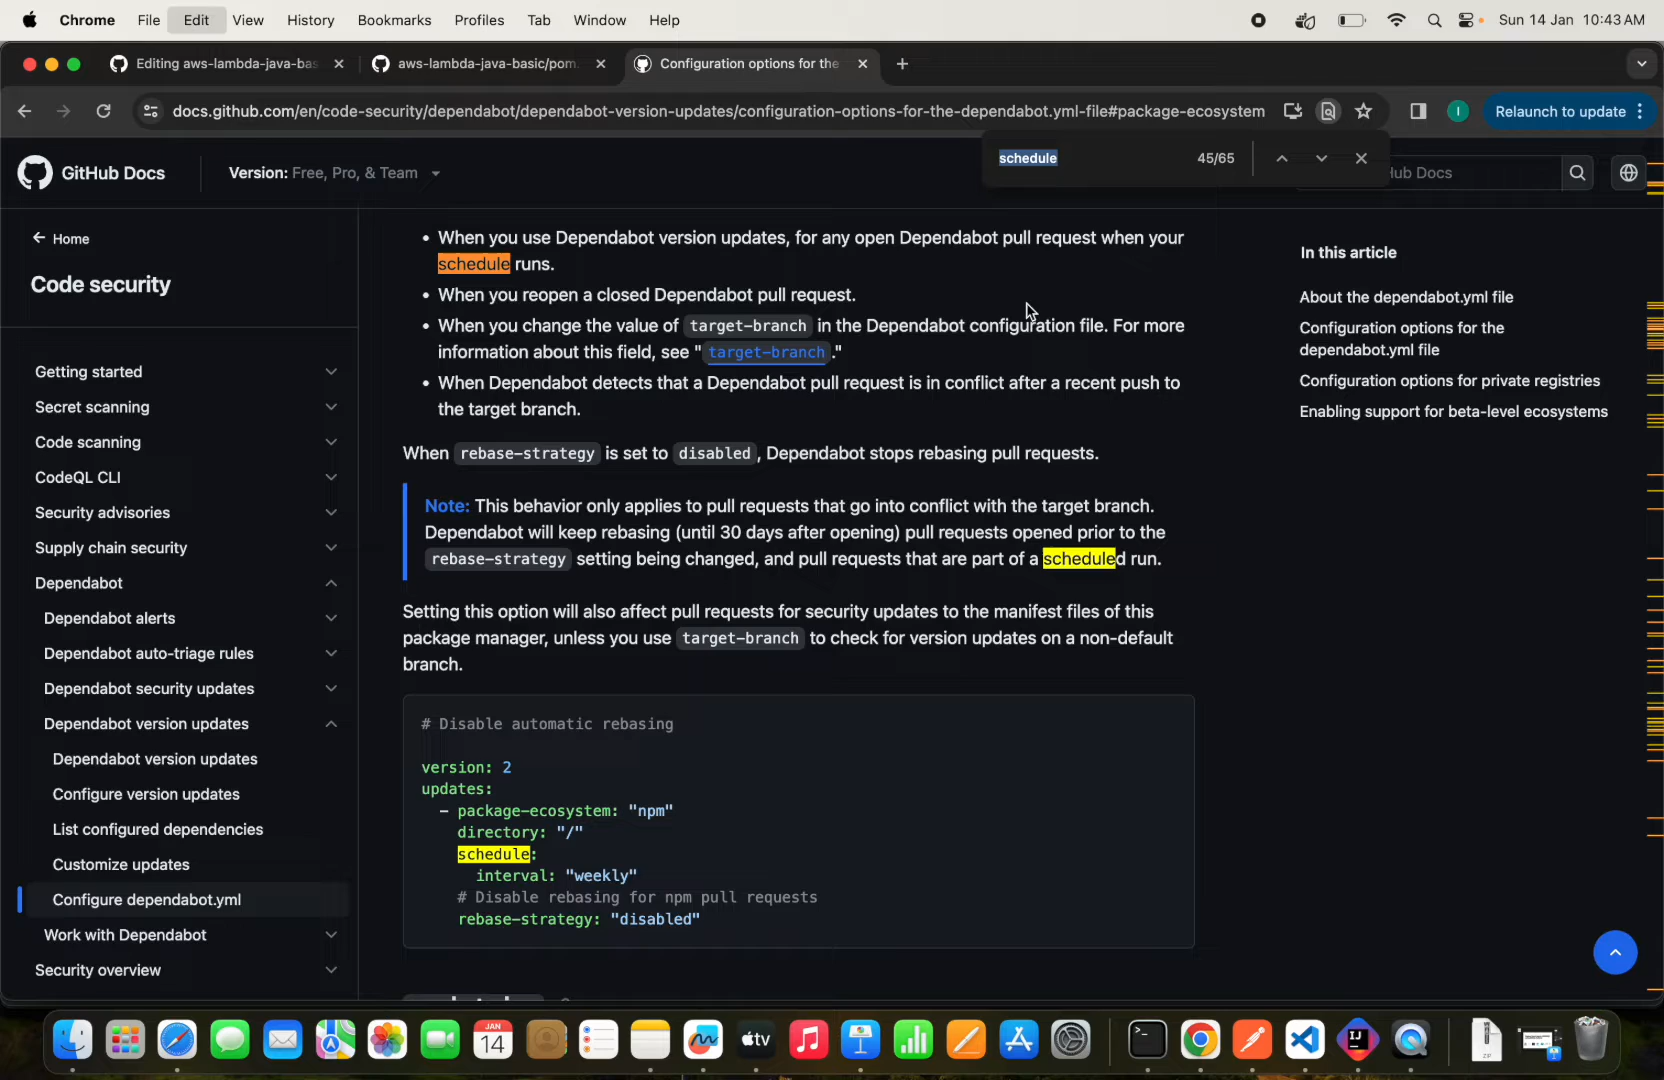 Chrome File Edit View History Bookmarks Profiles Tab Window Help Sun 14 Jan 10:43 AM
Editing aws-lambda-java-bas aws-lambda-java-basic/pom. Configuration options for the
docs.github.com/en/code-security/dependabot/dependabot-version-updates/configuration-options-for-the-dependabot.yml-file#package-ecosystem I Relaunch to update
schedule 45/65
GitHub Docs Version: Free, Pro, & Team Hub Docs
Home
Code security
Getting started
Secret scanning
Code scanning
CodeQL CLI
Security advisories
Supply chain security
Dependabot
Dependabot alerts
Dependabot auto-triage rules
Dependabot security updates
Dependabot version updates
Dependabot version updates
Configure version updates
List configured dependencies
Customize updates
Configure dependabot.yml
Work with Dependabot
Security overview
• When you use Dependabot version updates, for any open Dependabot pull request when your
schedule runs.
• When you reopen a closed Dependabot pull request.
• When you change the value of target-branch in the Dependabot configuration file. For more
information about this field, see "target-branch."
• When Dependabot detects that a Dependabot pull request is in conflict after a recent push to
the target branch.
When rebase-strategy is set to disabled, Dependabot stops rebasing pull requests.
Note: This behavior only applies to pull requests that go into conflict with the target branch.
Dependabot will keep rebasing (until 30 days after opening) pull requests opened prior to the
rebase-strategy setting being changed, and pull requests that are part of a scheduled run.
Setting this option will also affect pull requests for security updates to the manifest files of this
package manager, unless you use target-branch to check for version updates on a non-default
branch.
# Disable automatic rebasing
version: 2
updates:
- package-ecosystem: "npm"
directory: "/"
schedule:
interval: "weekly"
# Disable rebasing for npm pull requests
rebase-strategy: "disabled"
In this article
About the dependabot.yml file
Configuration options for the
dependabot.yml file
Configuration options for private registries
Enabling support for beta-level ecosystems
JAN
14
tv
IJ
ZIP